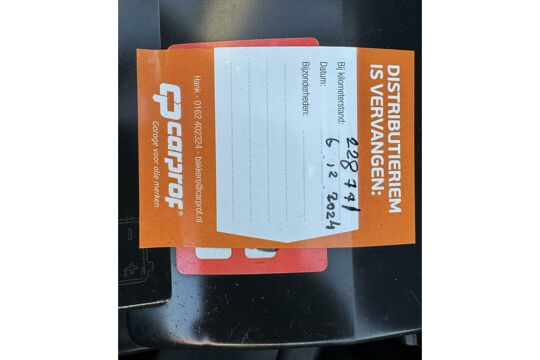 DISTRIBUTIERIEM
IS VERVANGEN:
Bij kilometerstand: 228741
Datum: 6 12 2024
Bijzonderheden:
Hank - 0162 402324 - bakkers@carprof.nl
carprof®
Garage voor alle merken